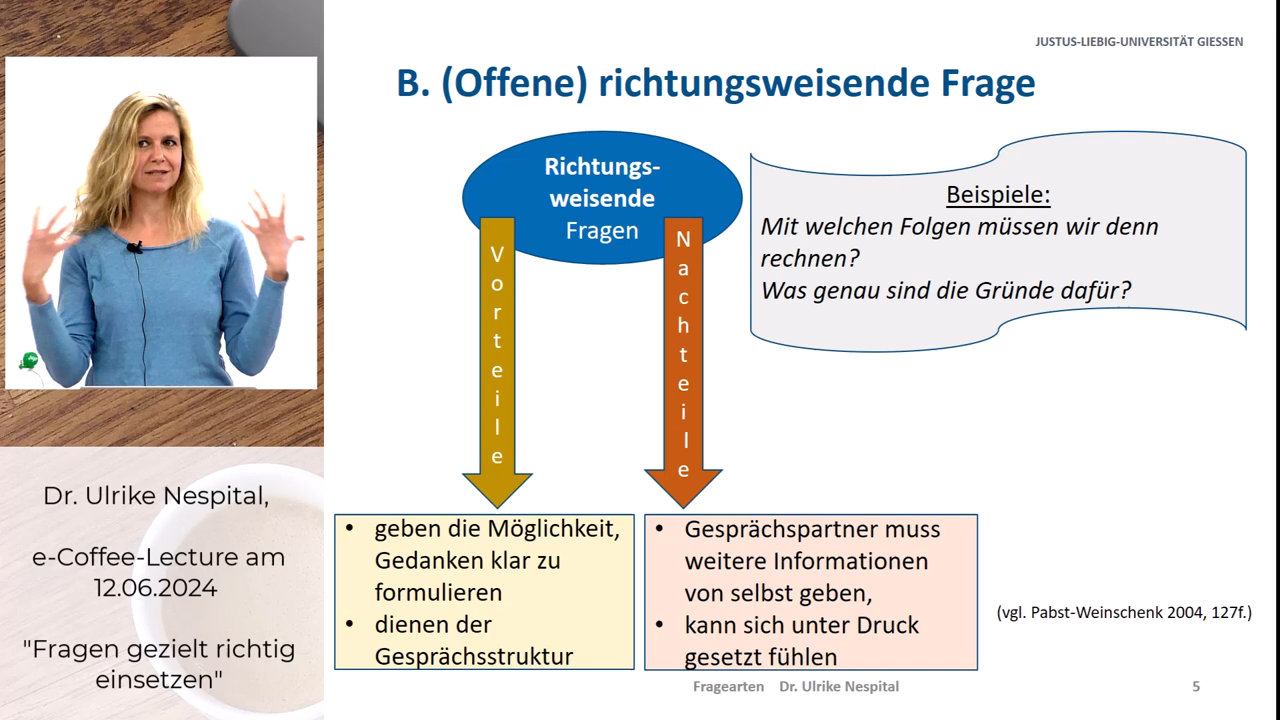 JUSTUS-LIEBIG-UNIVERSITÄT GIESSEN
B. (Offene) richtungsweisende Frage
Richtungs-
weisende
Fragen
Vorteile
Nachteile
Beispiele:
Mit welchen Folgen müssen wir denn
rechnen?
Was genau sind die Gründe dafür?
• geben die Möglichkeit,
Gedanken klar zu
formulieren
• dienen der
Gesprächsstruktur
• Gesprächspartner muss
weitere Informationen
von selbst geben,
• kann sich unter Druck
gesetzt fühlen
(vgl. Pabst-Weinschenk 2004, 127f.)
Fragearten Dr. Ulrike Nespital
5
Dr. Ulrike Nespital,
e-Coffee-Lecture am
12.06.2024
"Fragen gezielt richtig
einsetzen"